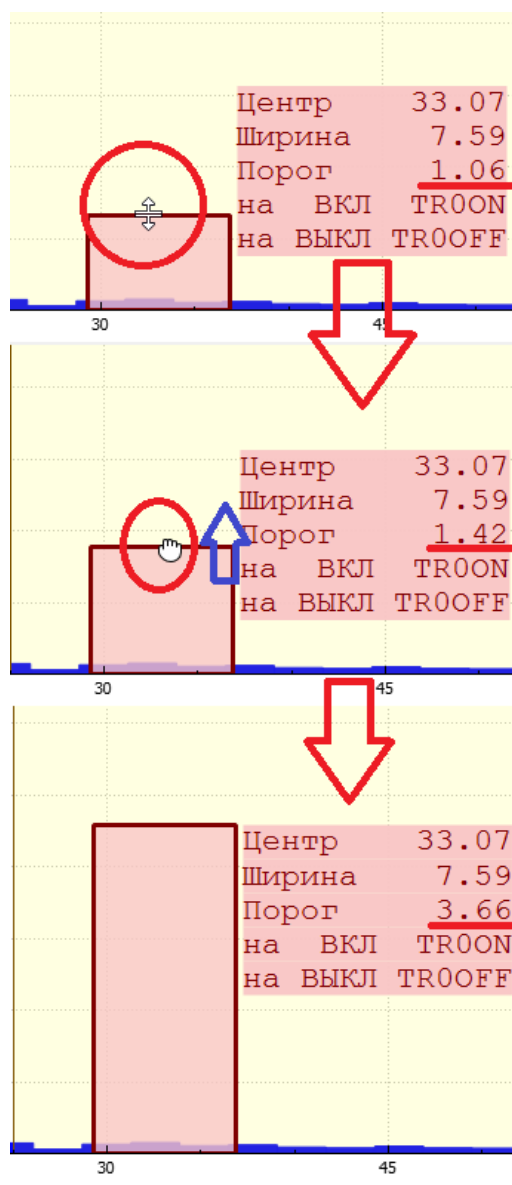 Центр 33.07
Ширина 7.59
Порог 1.06
на ВКЛ TR0ON
на ВЫКЛ TR0OFF
30 45
Центр 33.07
Ширина 7.59
Порог 1.42
на ВКЛ TR0ON
на ВЫКЛ TR0OFF
30 45
Центр 33.07
Ширина 7.59
Порог 3.66
на ВКЛ TR0ON
на ВЫКЛ TR0OFF
30 45